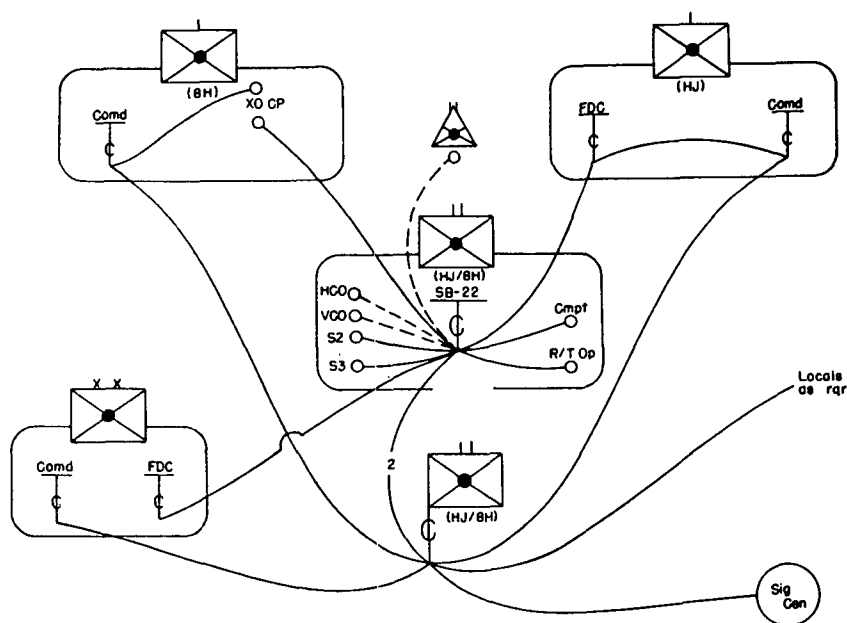 (8H)
XO CP
Comd
(HJ)
FDC
Comd
(HJ/8H)
SB-22
HCO
VCO
S2
S3
Cmpt
R/T Op
X X
Comd
FDC
2
(HJ/8H)
Locals
as rqr
Sig
Cen